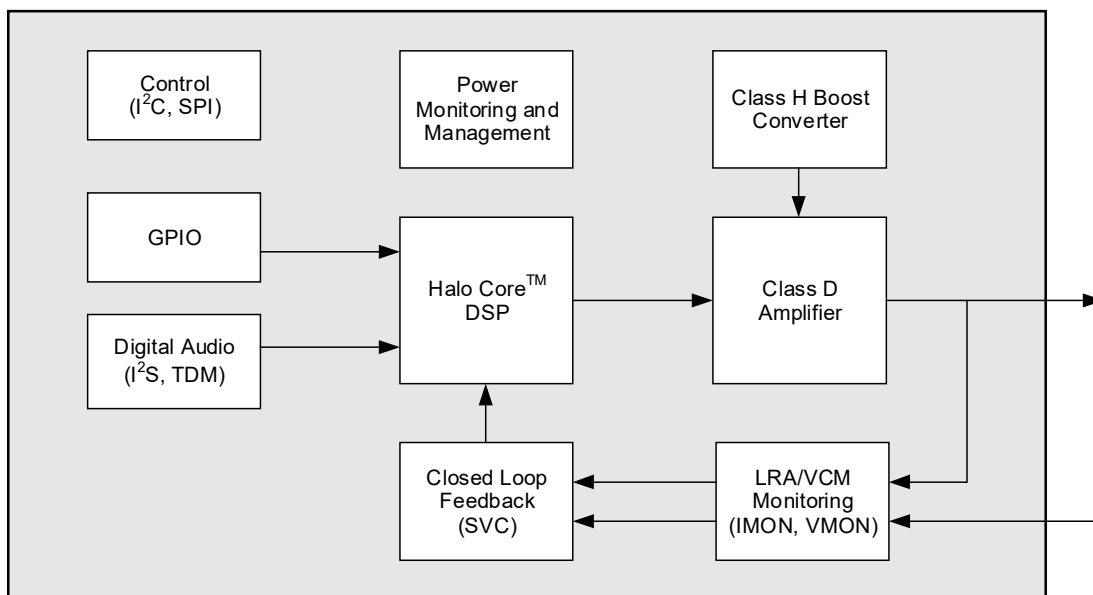 Control
(I²C, SPI)
Power
Monitoring and
Management
Class H Boost
Converter
GPIO
Halo Core™
DSP
Class D
Amplifier
Digital Audio
(I²S, TDM)
Closed Loop
Feedback
(SVC)
LRA/VCM
Monitoring
(IMON, VMON)